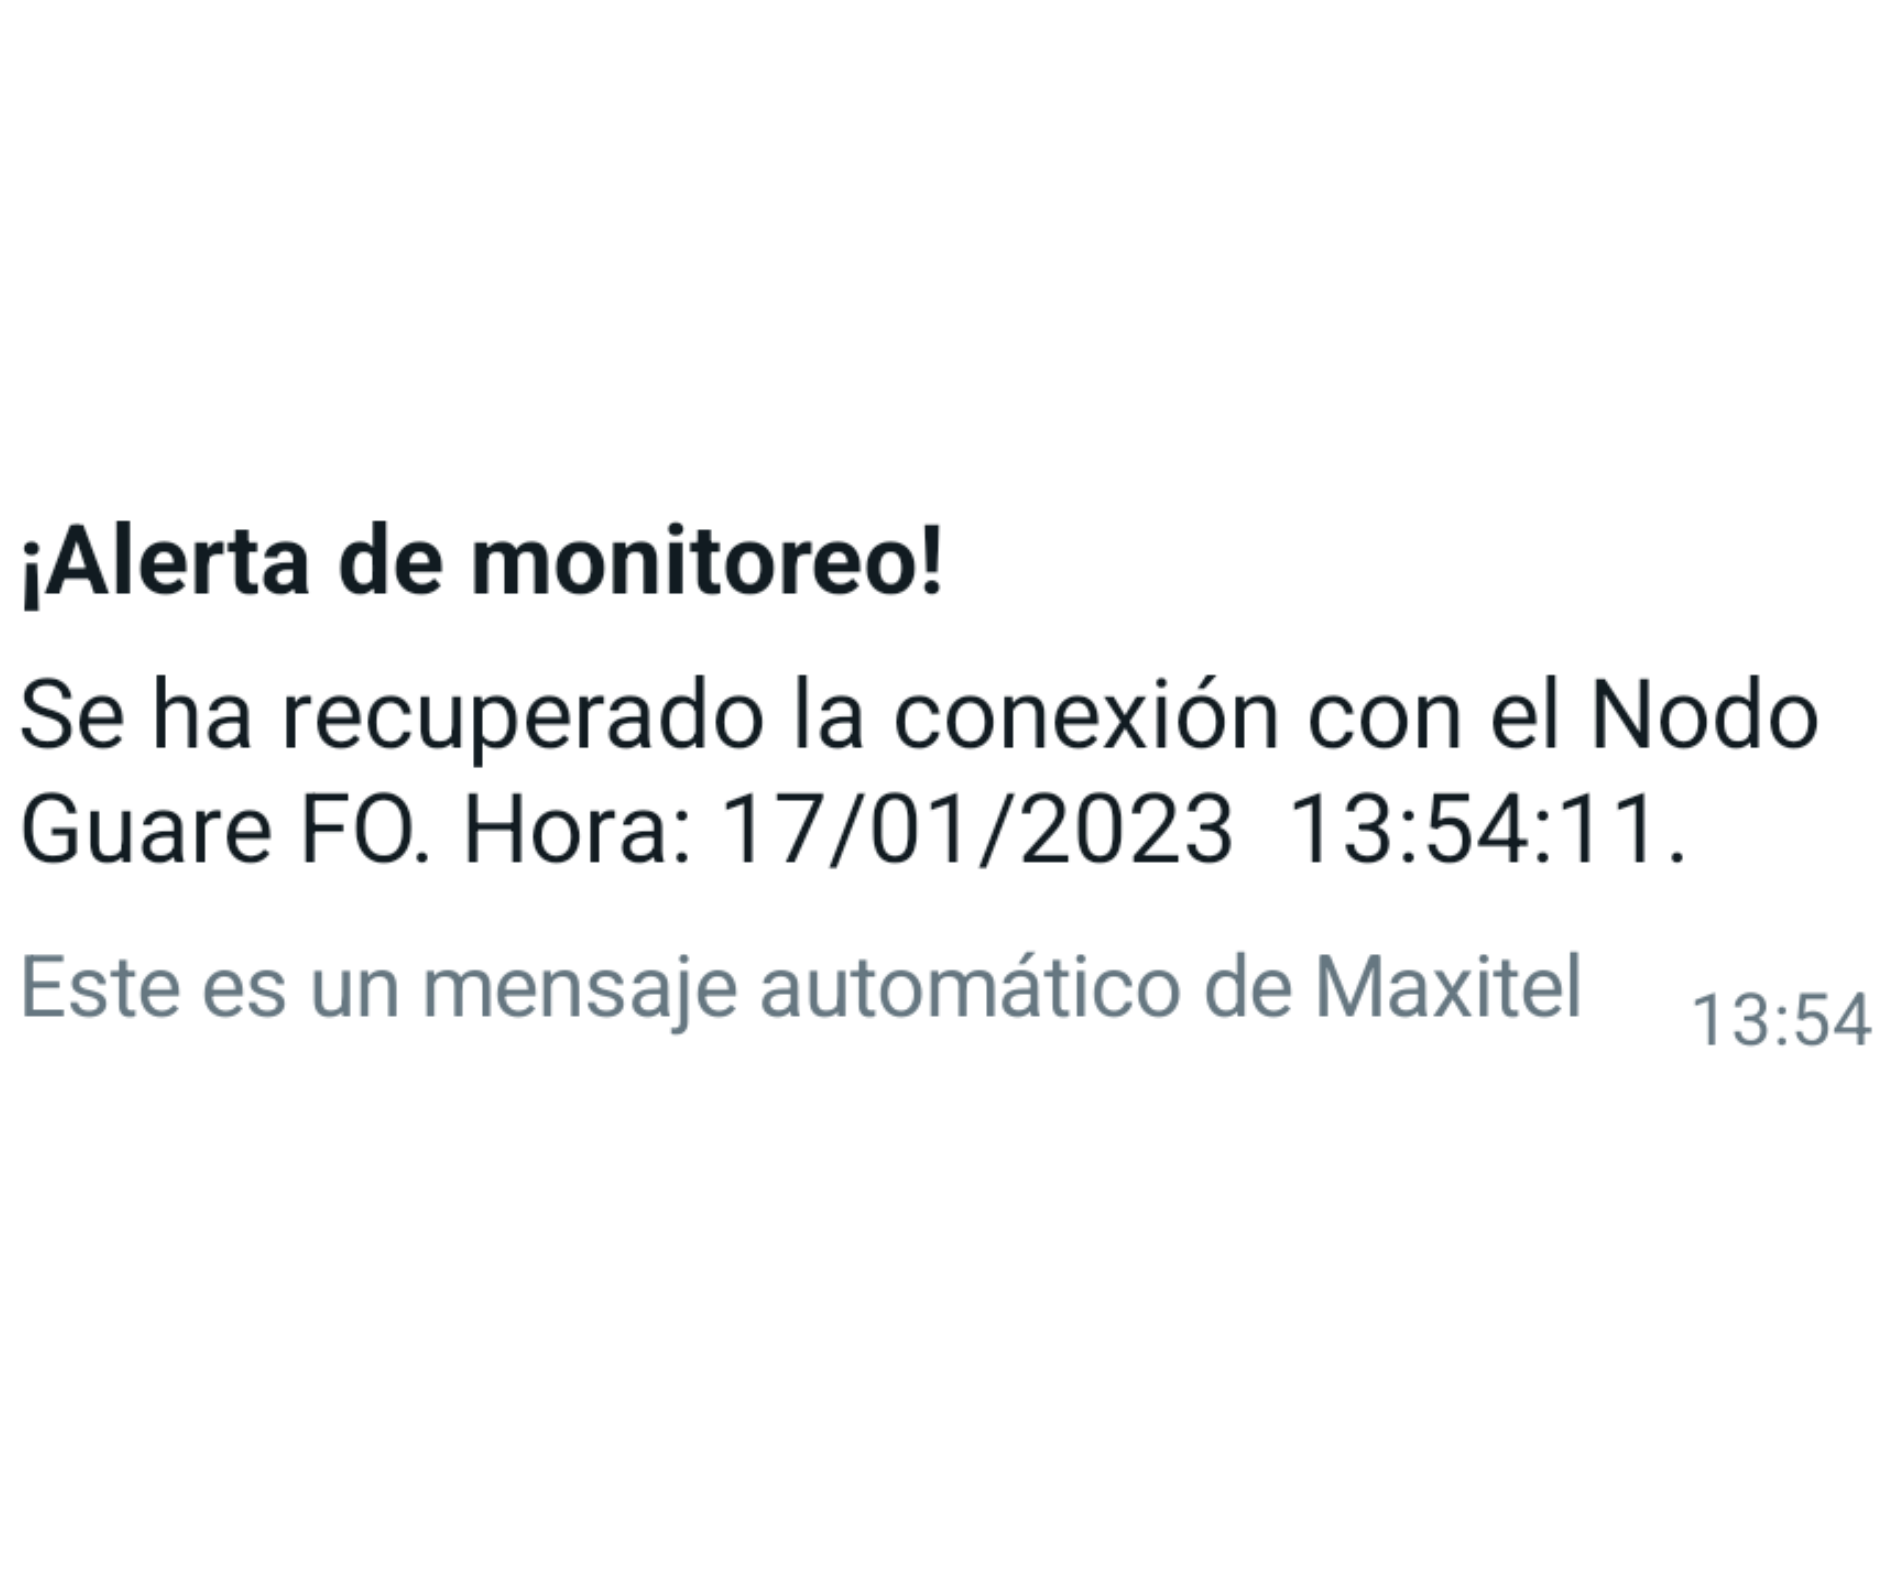 ¡Alerta de monitoreo!
Se ha recuperado la conexión con el Nodo
Guare FO. Hora: 17/01/2023  13:54:11.
Este es un mensaje automático de Maxitel
13:54